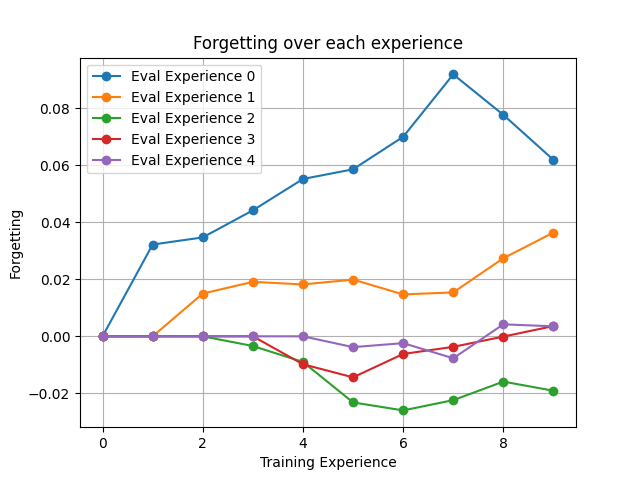 Forgetting over each experience
Eval Experience 0
Eval Experience 1
Eval Experience 2
Eval Experience 3
Eval Experience 4
0.08
0.06
0.04
0.02
0.00
−0.02
Forgetting
0 2 4 6 8
Training Experience